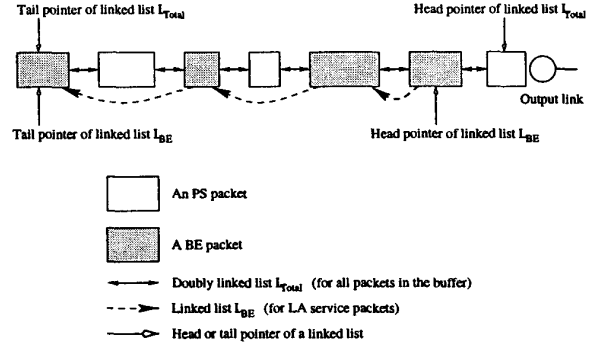 Tail pointer of linked list L_Total
Head pointer of linked list L_Total
Output link
Tail pointer of linked list L_BE
Head pointer of linked list L_BE
An PS packet
A BE packet
Doubly linked list L_Total (for all packets in the buffer)
Linked list L_BE (for LA service packets)
Head or tail pointer of a linked list